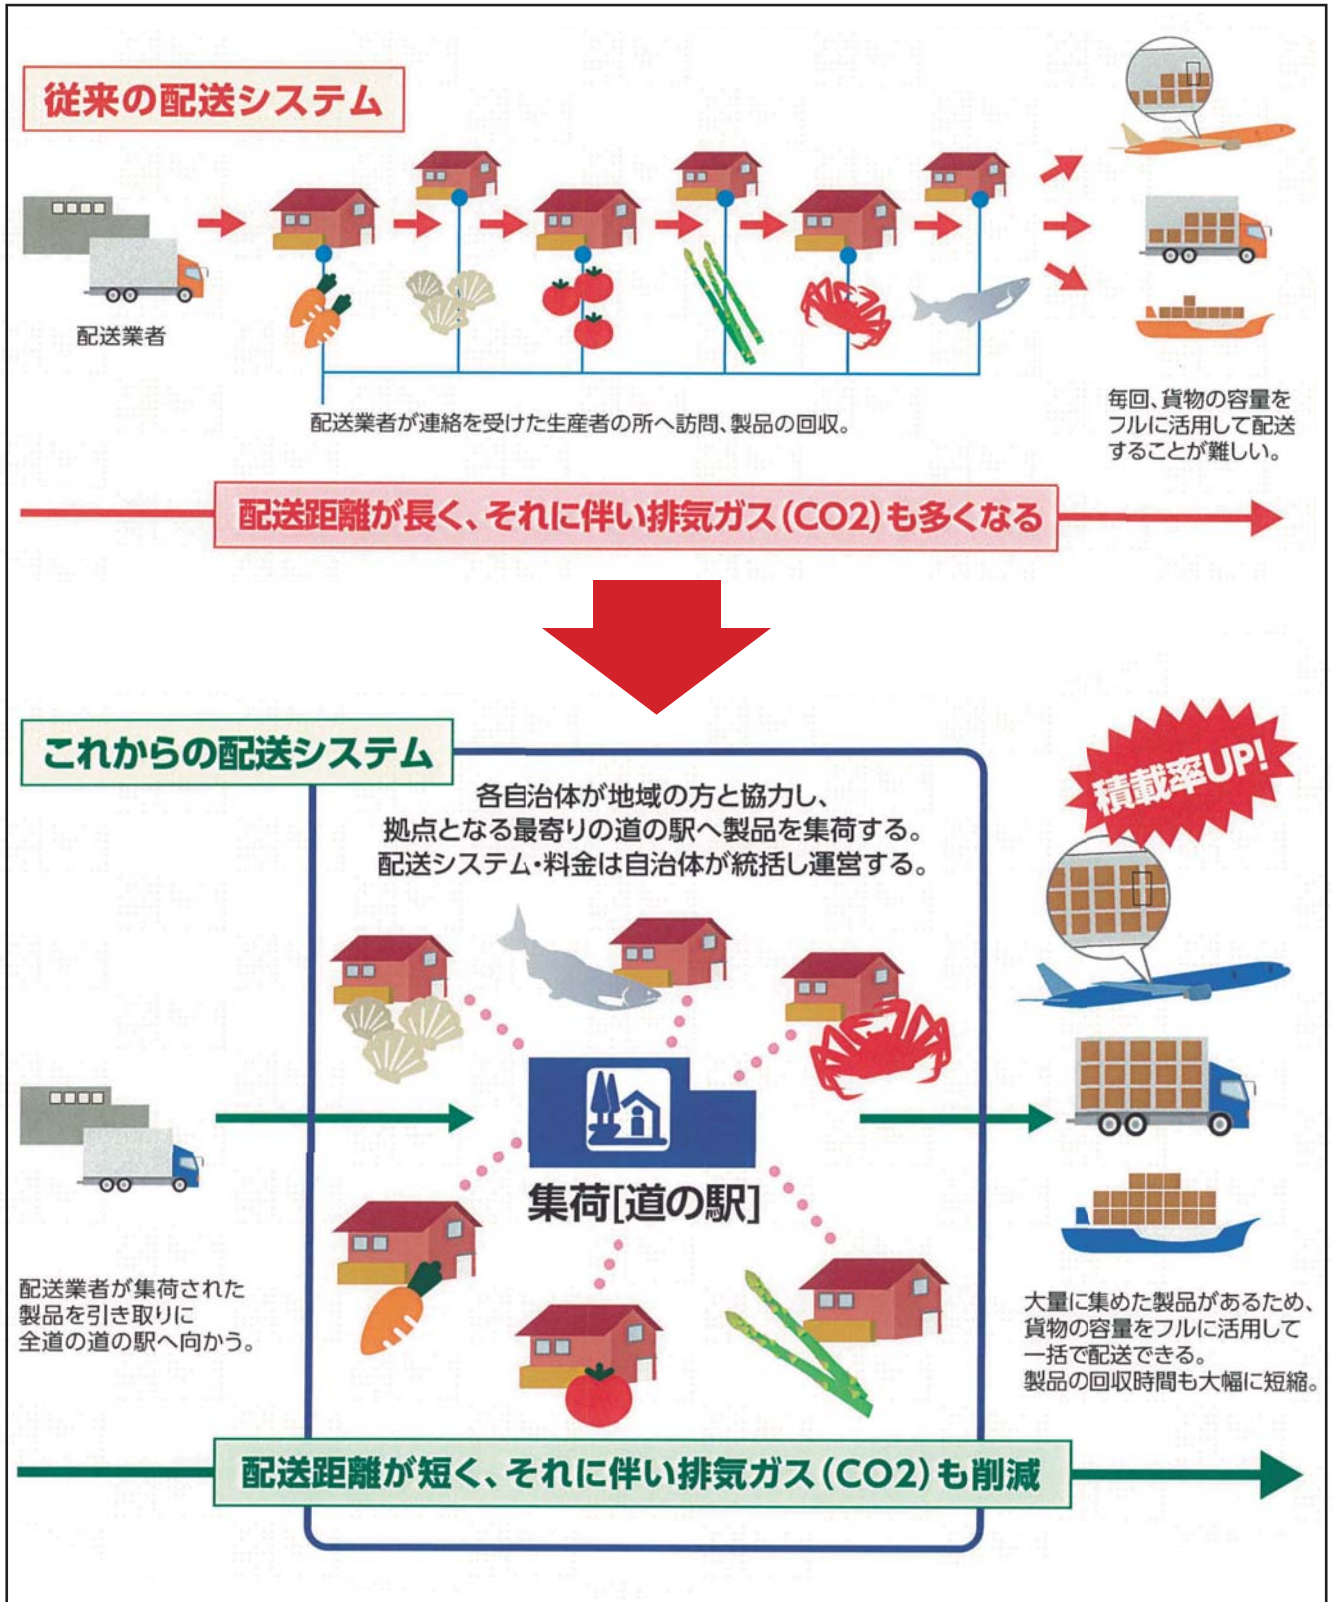 従来の配送システム
配送業者
配送業者が連絡を受けた生産者の所へ訪問、製品の回収。
毎回、貨物の容量を
フルに活用して配送
することが難しい。
配送距離が長く、それに伴い排気ガス（CO2）も多くなる
これからの配送システム
各自治体が地域の方と協力し、
拠点となる最寄りの道の駅へ製品を集荷する。
配送システム・料金は自治体が統括し運営する。
積載率UP!
集荷[道の駅]
配送業者が集荷された
製品を引き取りに
全道の道の駅へ向かう。
大量に集めた製品があるため、
貨物の容量をフルに活用して
一括で配送できる。
製品の回収時間も大幅に短縮。
配送距離が短く、それに伴い排気ガス（CO2）も削減